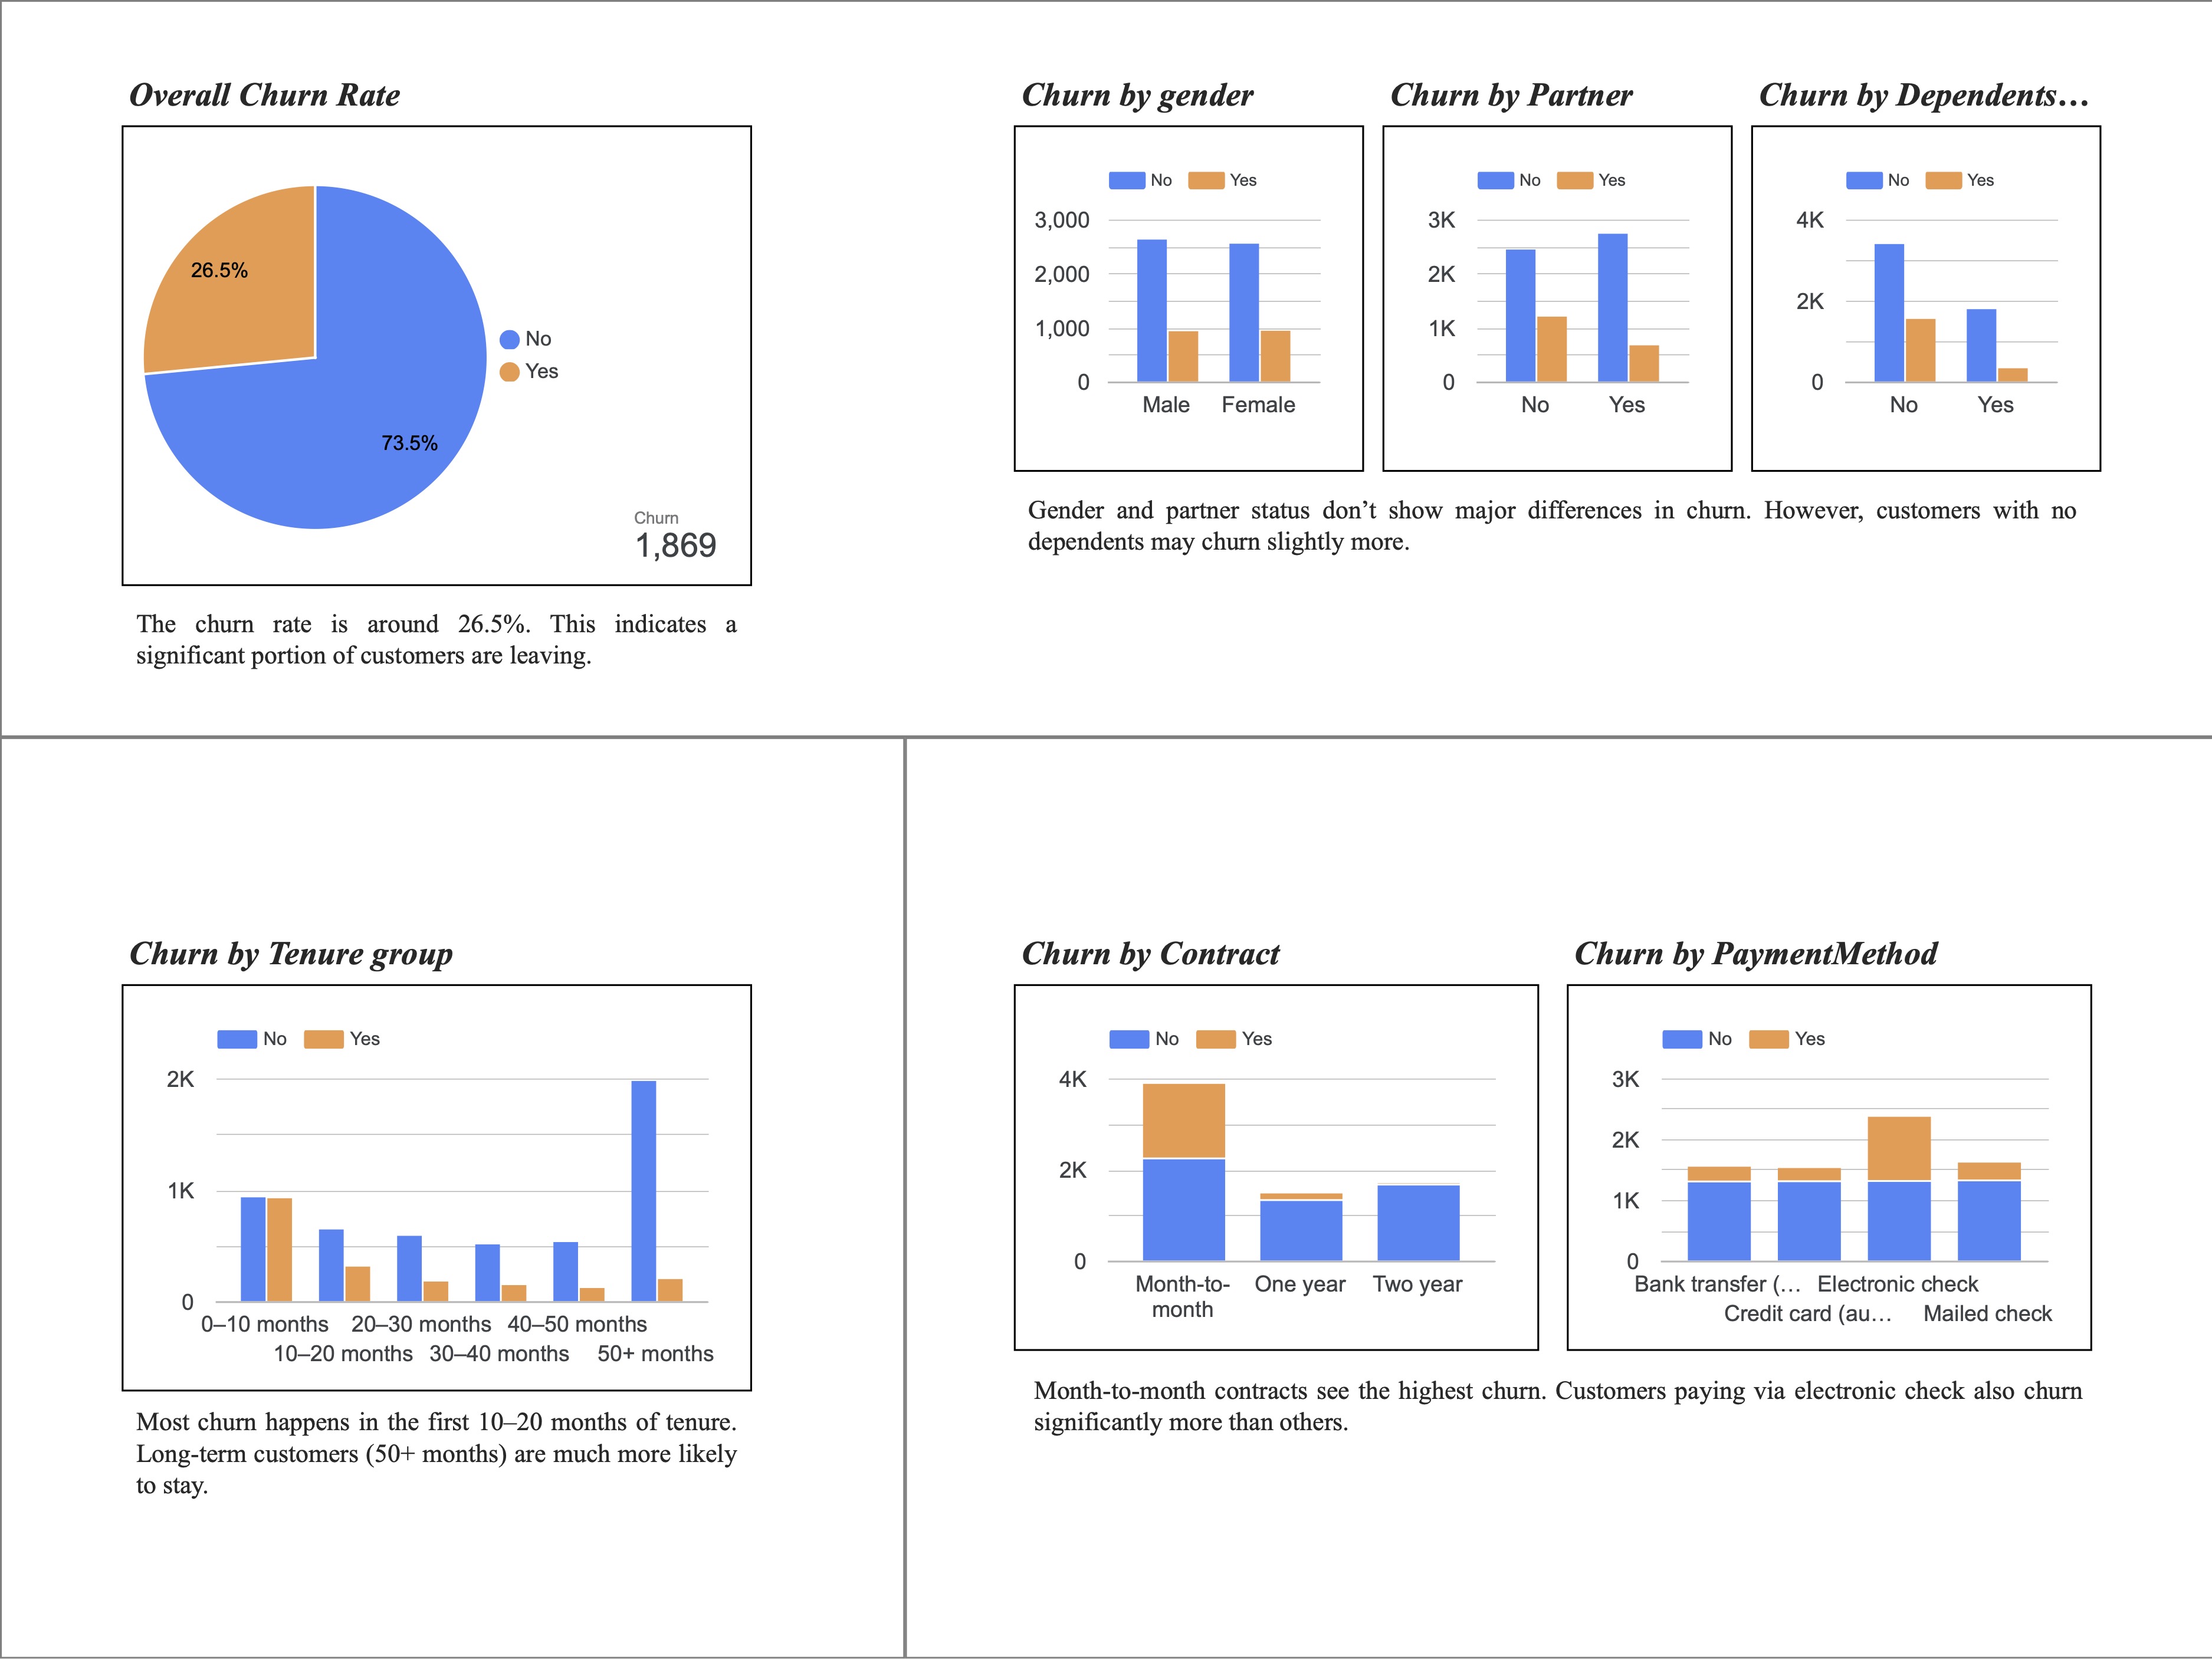 Overall Churn Rate
26.5%
73.5%
No
Yes
Churn
1,869
The churn rate is around 26.5%. This indicates a
significant portion of customers are leaving.
Churn by gender
No Yes
3,000
2,000
1,000
0
Male Female
Churn by Partner
No Yes
3K
2K
1K
0
No Yes
Churn by Dependents…
No Yes
4K
2K
0
No Yes
Gender and partner status don’t show major differences in churn. However, customers with no
dependents may churn slightly more.
Churn by Tenure group
No Yes
2K
1K
0
0–10 months 20–30 months 40–50 months
10–20 months 30–40 months 50+ months
Most churn happens in the first 10–20 months of tenure.
Long-term customers (50+ months) are much more likely
to stay.
Churn by Contract
No Yes
4K
2K
0
Month-to-
month
One year
Two year
Churn by PaymentMethod
No Yes
3K
2K
1K
0
Bank transfer (… Electronic check
Credit card (au… Mailed check
Month-to-month contracts see the highest churn. Customers paying via electronic check also churn
significantly more than others.